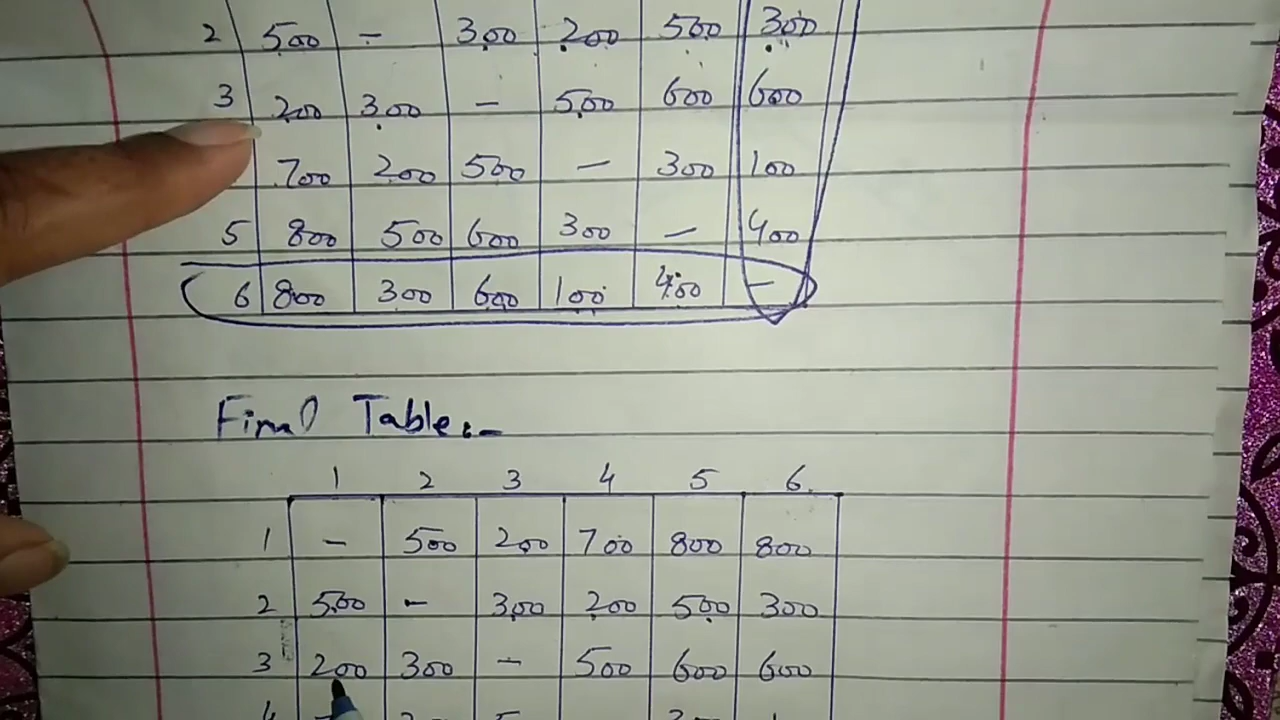 2 500 - 300 200 500 300
3 200 300 - 500 600 600
700 200 500 - 300 100
5 800 500 600 300 - 400
6 800 300 600 100 400 -
Final Table:-
1 2 3 4 5 6
1 - 500 200 700 800 800
2 500 - 300 200 500 300
3 200 300 - 500 600 600
4